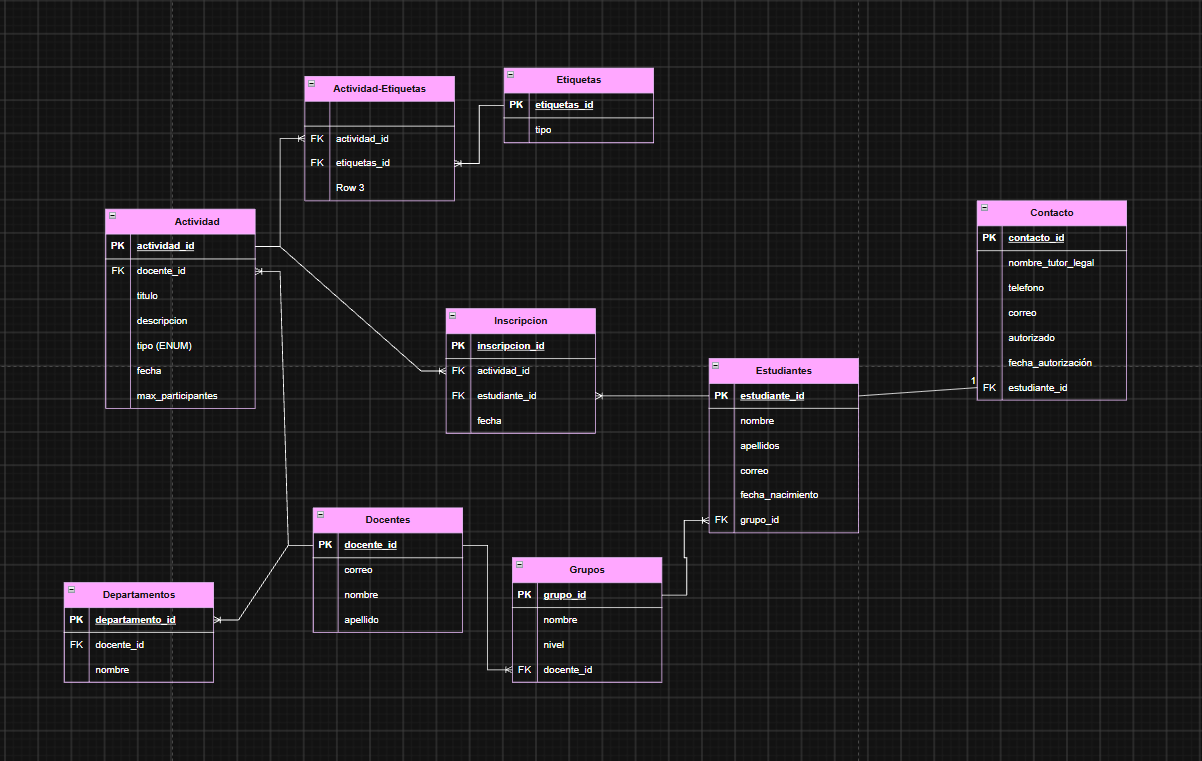 Actividad-Etiquetas
FK actividad_id
FK etiquetas_id
Row 3
Etiquetas
PK etiquetas_id
tipo
Actividad
PK actividad_id
FK docente_id
titulo
descripcion
tipo (ENUM)
fecha
max_participantes
Contacto
PK contacto_id
nombre_tutor_legal
telefono
correo
autorizado
fecha_autorización
1
FK estudiante_id
Inscripcion
PK inscripcion_id
FK actividad_id
FK estudiante_id
fecha
Estudiantes
PK estudiante_id
nombre
apellidos
correo
fecha_nacimiento
FK grupo_id
Docentes
PK docente_id
correo
nombre
apellido
Grupos
PK grupo_id
nombre
nivel
FK docente_id
Departamentos
PK departamento_id
FK docente_id
nombre